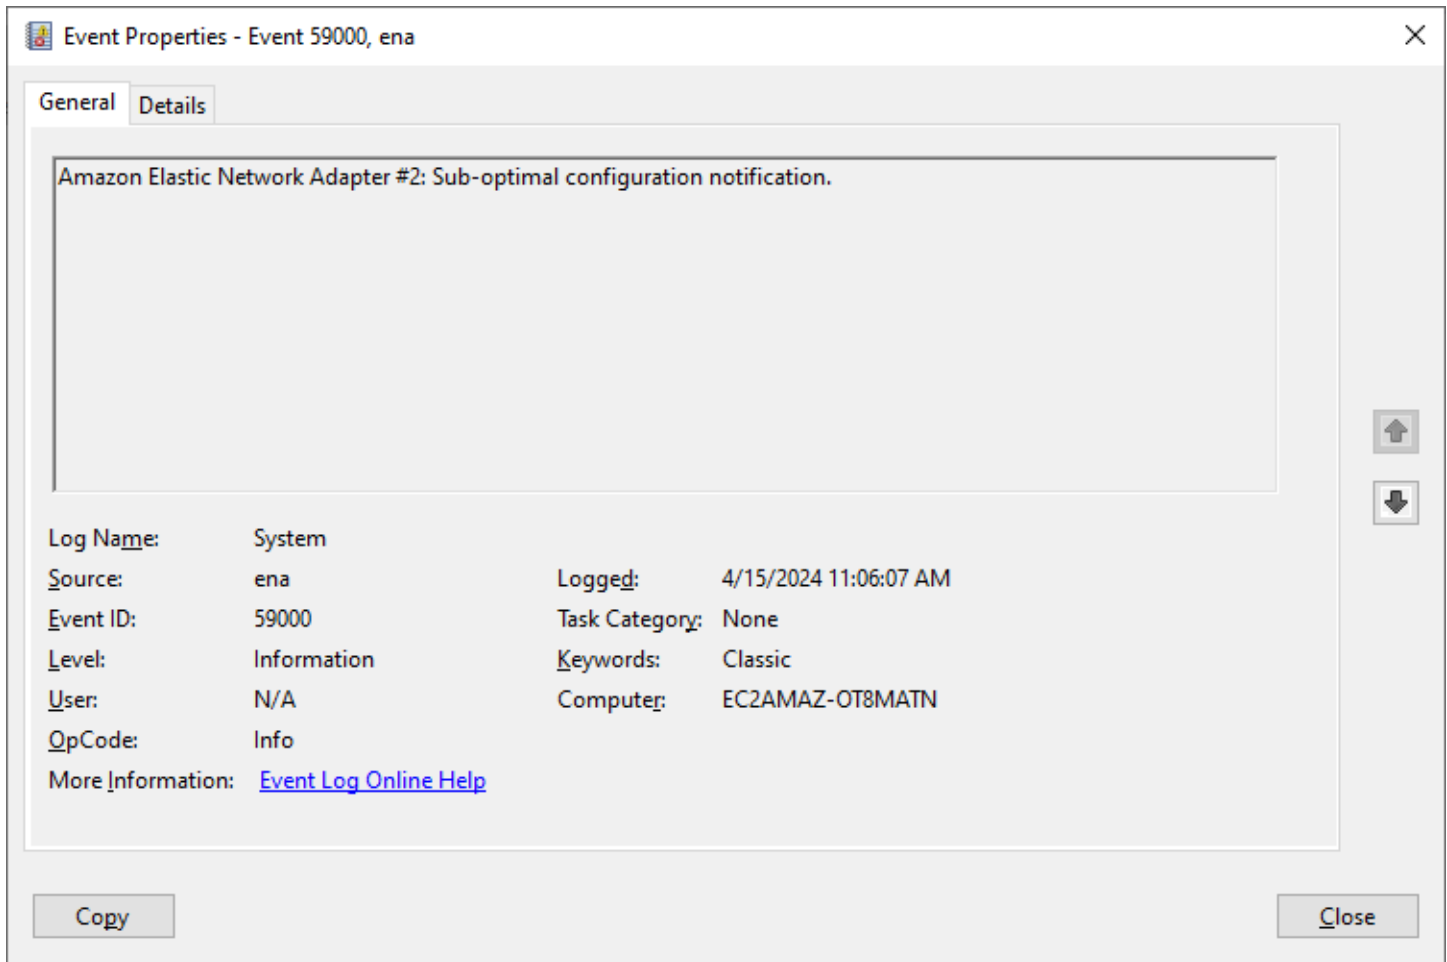 Event Properties - Event 59000, ena
General Details
Amazon Elastic Network Adapter #2: Sub-optimal configuration notification.
Log Name: System
Source: ena Logged: 4/15/2024 11:06:07 AM
Event ID: 59000 Task Category: None
Level: Information Keywords: Classic
User: N/A Computer: EC2AMAZ-OT8MATN
OpCode: Info
More Information: Event Log Online Help
Copy Close